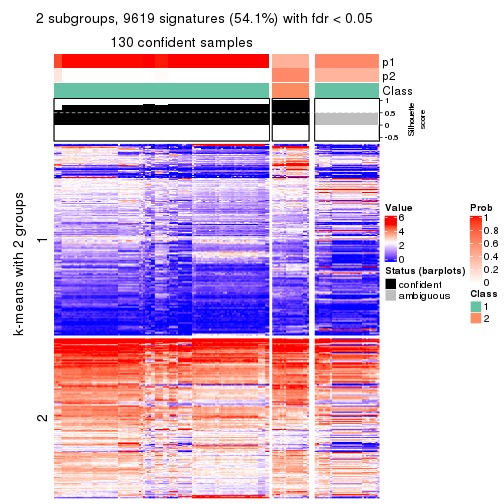 2 subgroups, 9619 signatures (54.1%) with fdr < 0.05
130 confident samples
p1
p2
Class
1
0.5
0
-0.5
Silhouette
score
k-means with 2 groups
1
2
Value
6
4
2
0
Status (barplots)
confident
ambiguous
Prob
1
0.8
0.6
0.4
0.2
0
Class
1
2